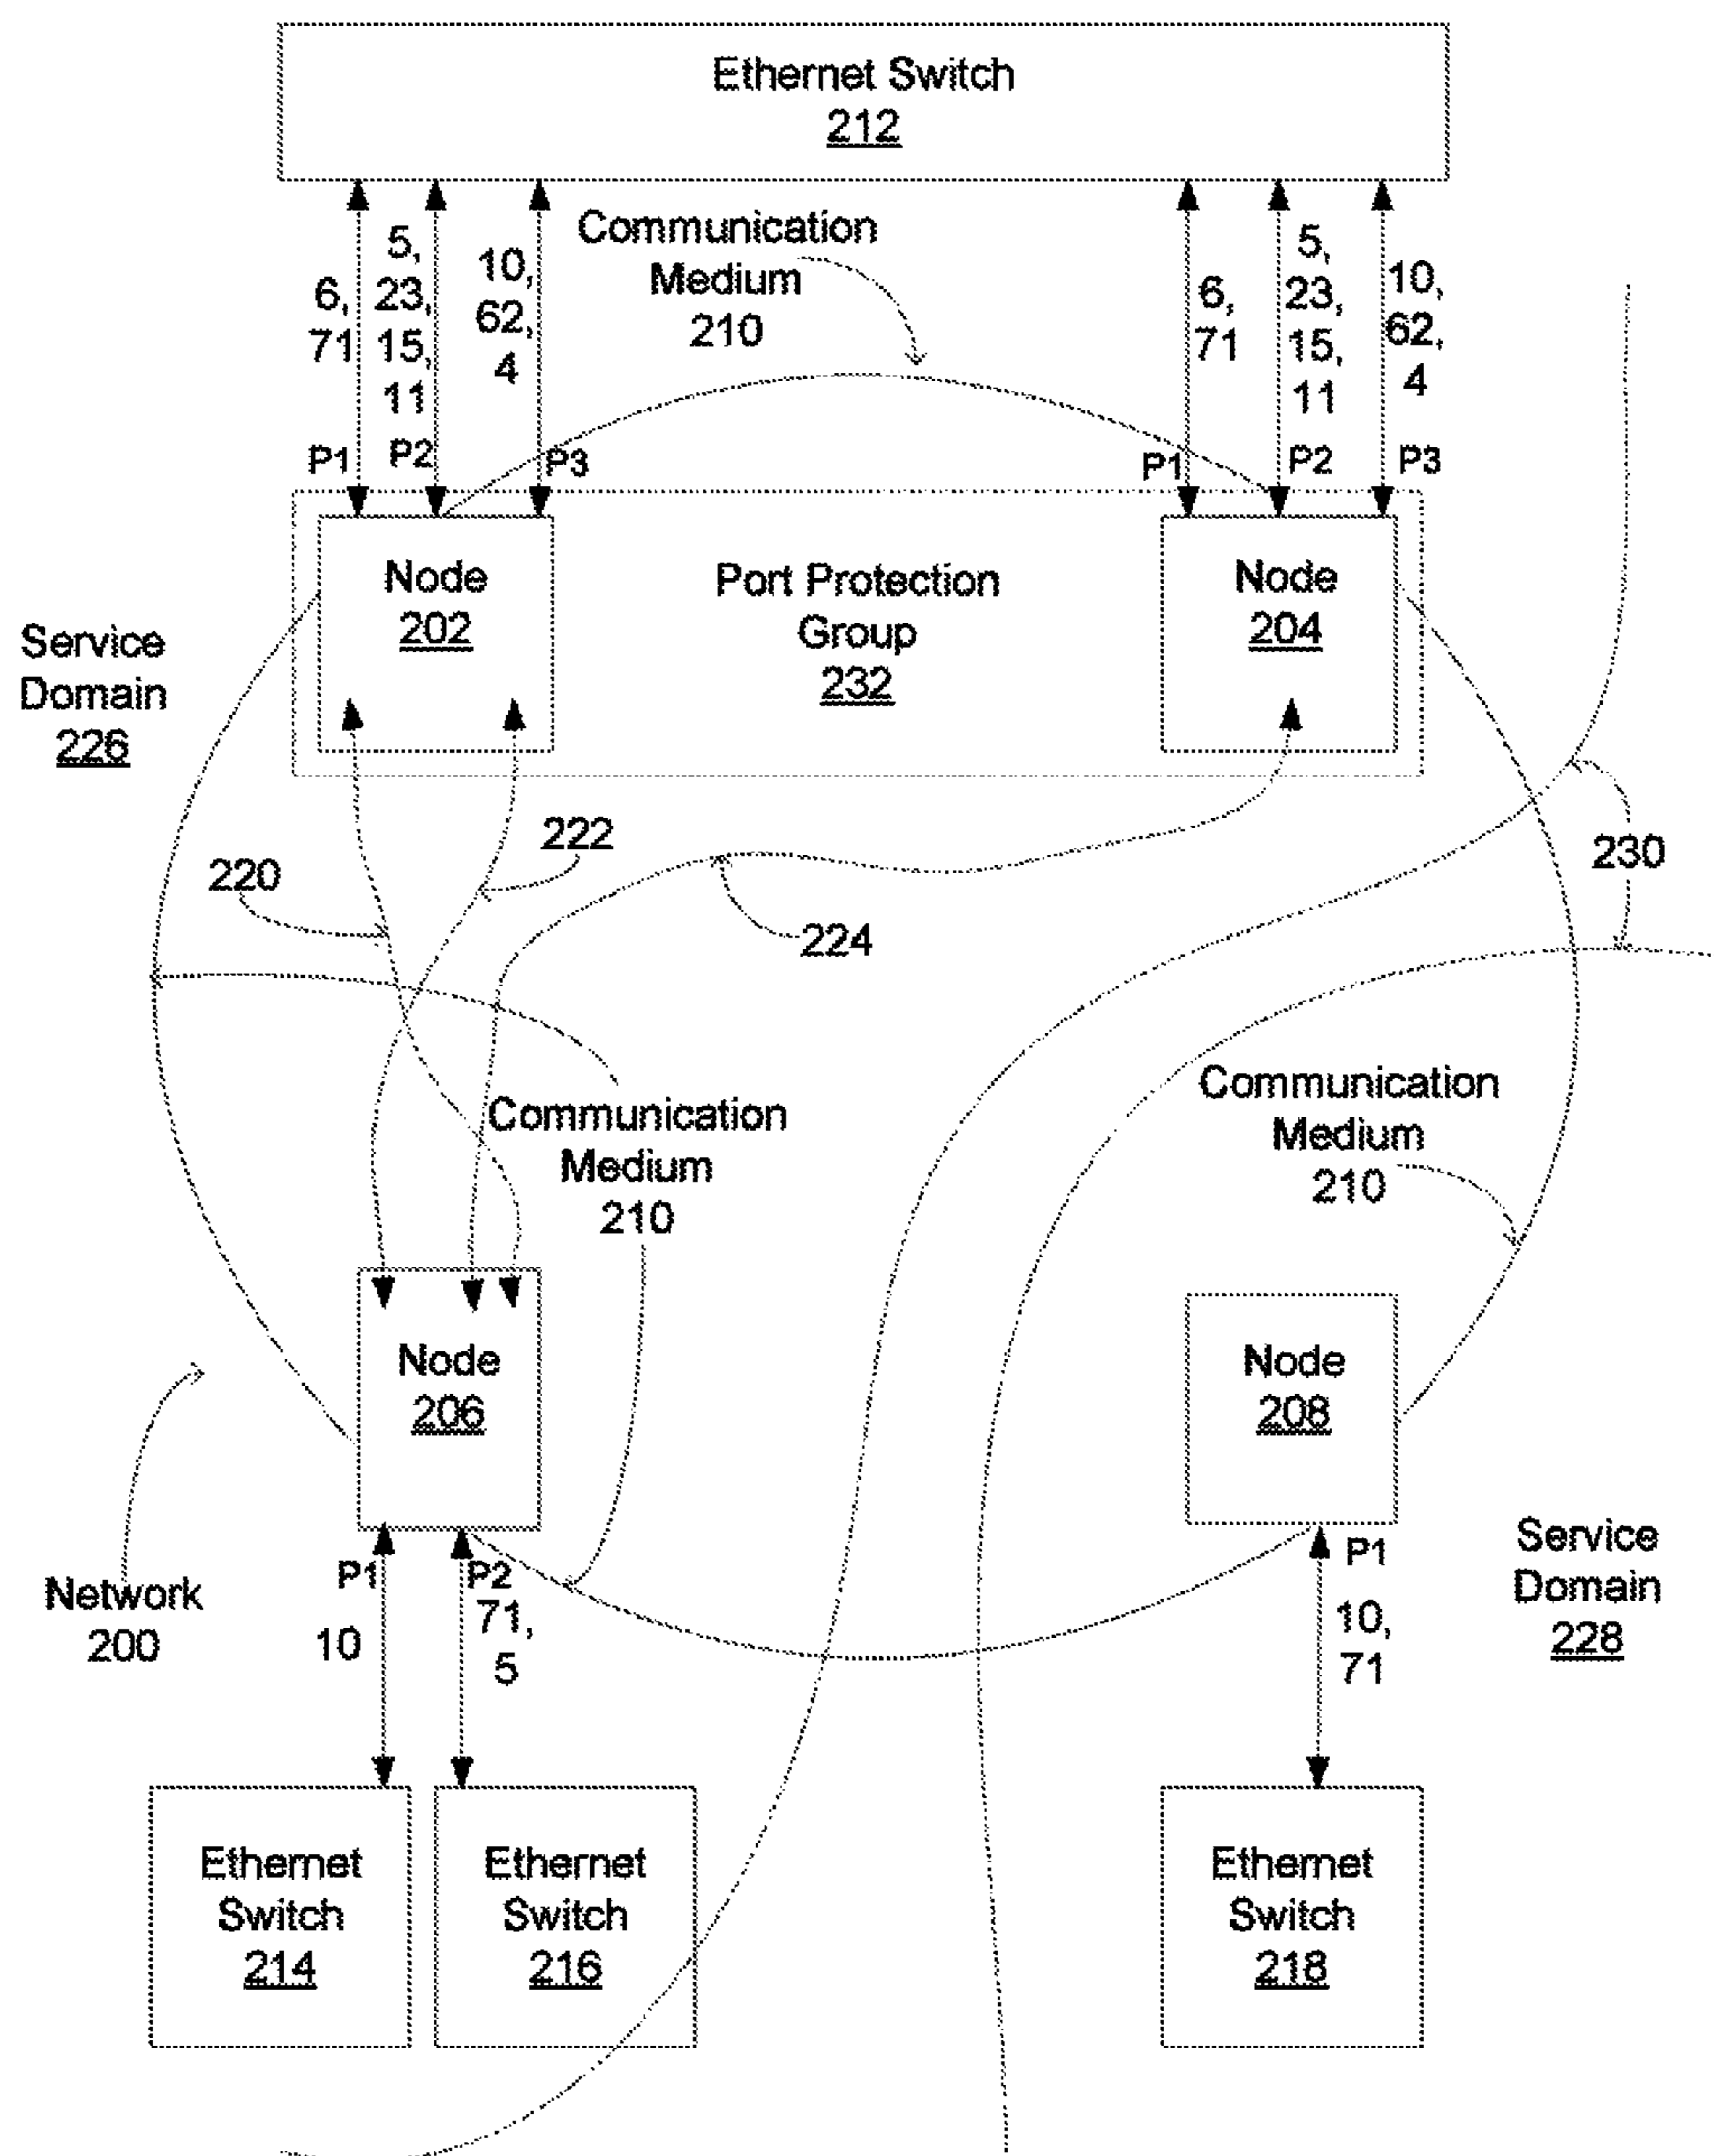 Ethernet Switch
212
6,
71
5,
23,
15,
11
10,
62,
4
Communication
Medium
210
6,
71
5,
23,
15,
11
10,
62,
4
P1
P2
P3
P1
P2
P3
Node
202
Port Protection
Group
232
Node
204
Service
Domain
226
220
222
224
230
Communication
Medium
210
Communication
Medium
210
Node
206
Node
208
Network
200
P1
10
P2
71,
5
P1
10,
71
Service
Domain
228
Ethernet
Switch
214
Ethernet
Switch
216
Ethernet
Switch
218